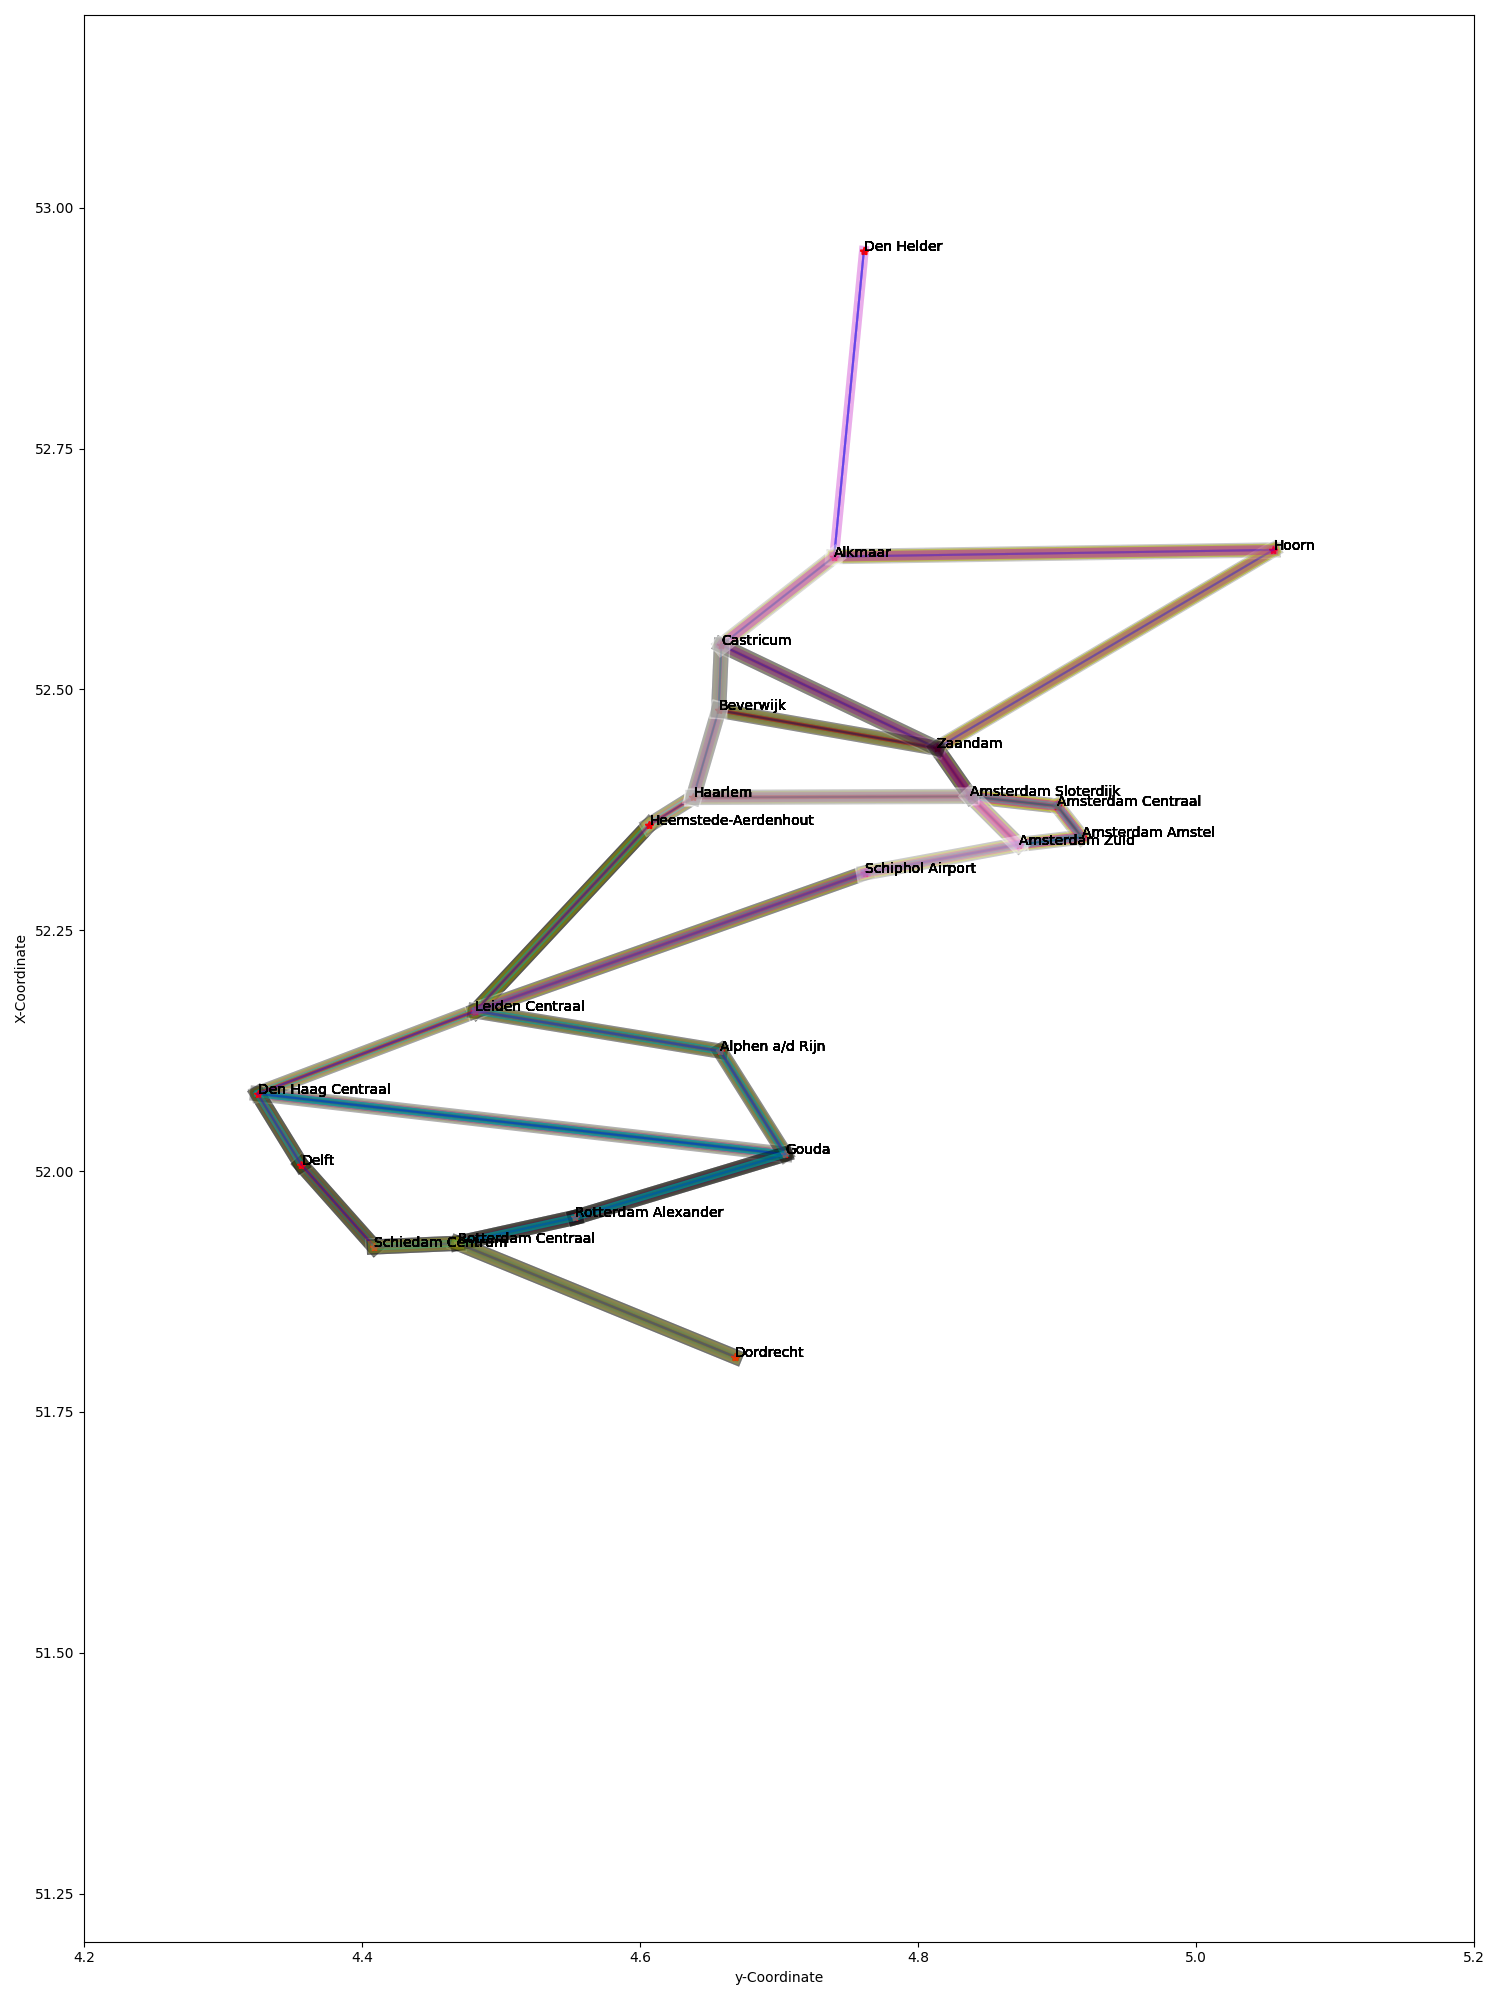 53.00
Den Helder
52.75
Alkmaar
Hoorn
Castricum
52.50
Beverwijk
Zaandam
Haarlem
Amsterdam Sloterdijk
Amsterdam Centraal
Heemstede-Aerdenhout
Amsterdam Amstel
Amsterdam Zuid
Schiphol Airport
52.25
X-Coordinate
Leiden Centraal
Alphen a/d Rijn
Den Haag Centraal
Gouda
Delft
52.00
Rotterdam Alexander
Rotterdam Centraal
Schiedam Centrum
Dordrecht
51.75
51.50
51.25
4.2 4.4 4.6 4.8 5.0 5.2
y-Coordinate